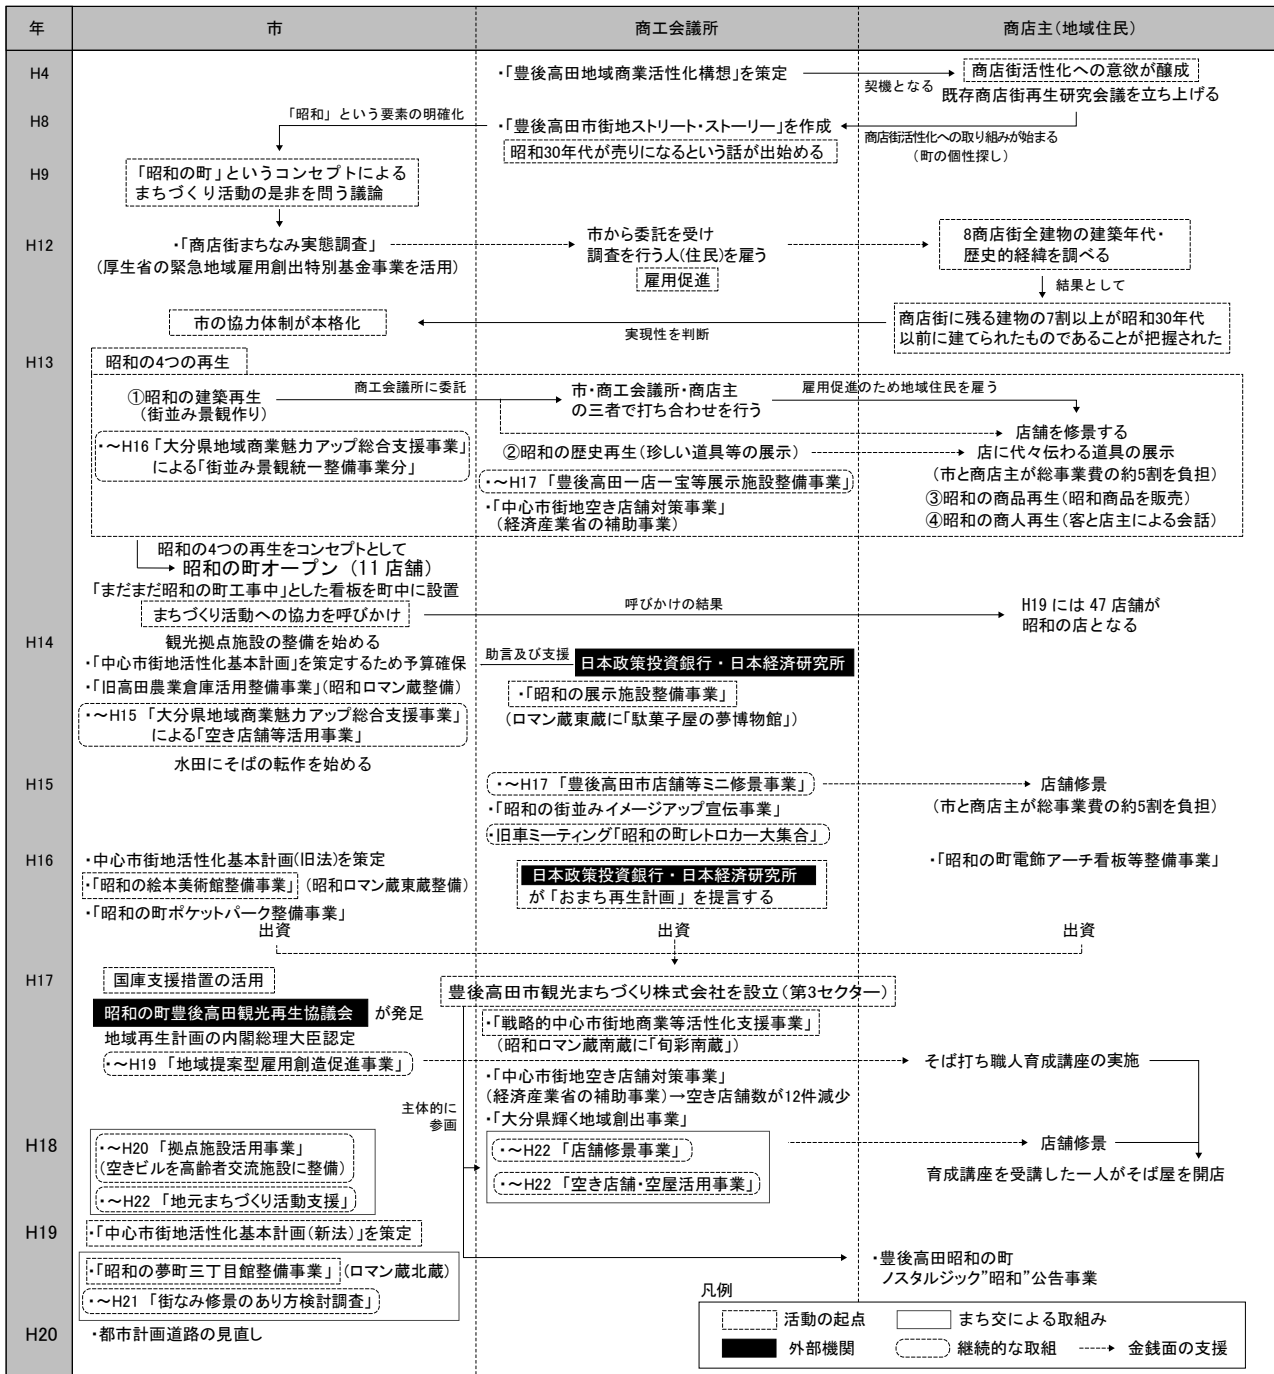 年
市
商工会議所
商店主(地域住民)
H4
・「豊後高田地域商業活性化構想」を策定
契機となる
商店街活性化への意欲が醸成
既存商店街再生研究会議を立ち上げる
H8
「昭和」という要素の明確化
・「豊後高田市街地ストリート・ストーリー」を作成
商店街活性化への取り組みが始まる
(町の個性探し)
昭和30年代が売りになるという話が出始める
H9
「昭和の町」というコンセプトによる
まちづくり活動の是非を問う議論
H12
・「商店街まちなみ実態調査」
(厚生省の緊急地域雇用創出特別基金事業を活用)
市から委託を受け
調査を行う人(住民)を雇う
雇用促進
8商店街全建物の建築年代・
歴史的経緯を調べる
結果として
市の協力体制が本格化
実現性を判断
商店街に残る建物の7割以上が昭和30年代
以前に建てられたものであることが把握された
H13
昭和の4つの再生
①昭和の建築再生
(街並み景観作り)
商工会議所に委託
市・商工会議所・商店主
の三者で打ち合わせを行う
雇用促進のため地域住民を雇う
・～H16「大分県地域商業魅力アップ総合支援事業」
による「街並み景観統一整備事業分」
店舗を修景する
②昭和の歴史再生(珍しい道具等の展示)
店に代々伝わる道具の展示
(市と商店主が総事業費の約5割を負担)
・～H17 「豊後高田一店一宝等展示施設整備事業」
・「中心市街地空き店舗対策事業」
(経済産業省の補助事業)
③昭和の商品再生(昭和商品を販売)
④昭和の商人再生(客と店主による会話)
昭和の4つの再生をコンセプトとして
昭和の町オープン (11 店舗)
「まだまだ昭和の町工事中」とした看板を町中に設置
まちづくり活動への協力を呼びかけ
呼びかけの結果
H19 には 47 店舗が
昭和の店となる
H14
観光拠点施設の整備を始める
・「中心市街地活性化基本計画」を策定するため予算確保
助言及び支援
日本政策投資銀行・日本経済研究所
・「旧高田農業倉庫活用整備事業」(昭和ロマン蔵整備)
・「昭和の展示施設整備事業」
(ロマン蔵東蔵に「駄菓子屋の夢博物館」)
・～H15 「大分県地域商業魅力アップ総合支援事業」
による「空き店舗等活用事業」
水田にそばの転作を始める
H15
・～H17 「豊後高田市店舗等ミニ修景事業」
店舗修景
(市と商店主が総事業費の約5割を負担)
・「昭和の街並みイメージアップ宣伝事業」
・旧車ミーティング「昭和の町レトロカー大集合」
H16
・中心市街地活性化基本計画(旧法)を策定
・「昭和の絵本美術館整備事業」(昭和ロマン蔵東蔵整備)
・「昭和の町ポケットパーク整備事業」
日本政策投資銀行・日本経済研究所
が「おまち再生計画」を提言する
・「昭和の町電飾アーチ看板等整備事業」
出資
出資
出資
H17
国庫支援措置の活用
豊後高田市観光まちづくり株式会社を設立(第3セクター)
昭和の町豊後高田観光再生協議会 が発足
地域再生計画の内閣総理大臣認定
・「戦略的中心市街地商業等活性化支援事業」
(昭和ロマン蔵南蔵に「旬彩南蔵」)
・～H19 「地域提案型雇用創造促進事業」
そば打ち職人育成講座の実施
・「中心市街地空き店舗対策事業」
(経済産業省の補助事業)→空き店舗数が12件減少
主体的に
参画
・「大分県輝く地域創出事業」
H18
・～H20 「拠点施設活用事業」
(空きビルを高齢者交流施設に整備)
・～H22 「地元まちづくり活動支援」
・～H22 「店舗修景事業」
・～H22 「空き店舗・空屋活用事業」
店舗修景
育成講座を受講した一人がそば屋を開店
H19
・「中心市街地活性化基本計画(新法)」を策定
・「昭和の夢町三丁目館整備事業」(ロマン蔵北蔵)
・～H21 「街なみ修景のあり方検討調査」
・豊後高田昭和の町
ノスタルジック”昭和”公告事業
H20
・都市計画道路の見直し
凡例
活動の起点
まち交による取組み
外部機関
継続的な取組
金銭面の支援